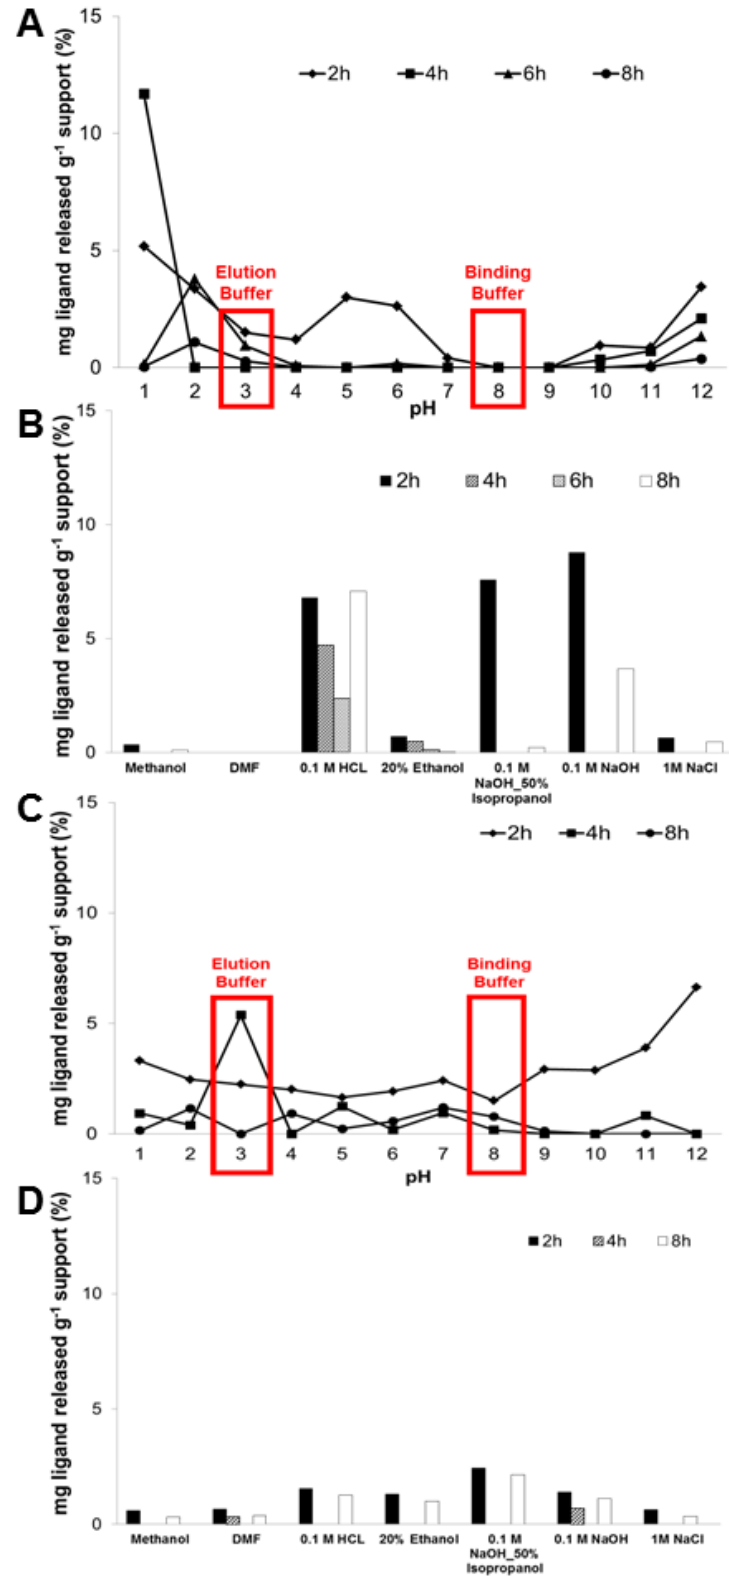 A
mg ligand released g-1 support (%)
15
10
5
0
2h 4h 6h 8h
Elution
Buffer
Binding
Buffer
1 2 3 4 5 6 7 8 9 10 11 12
pH
B
mg ligand released g-1 support (%)
15
10
5
0
2h 4h 6h 8h
Methanol DMF 0.1 M HCL 20% Ethanol 0.1 M 0.1 M NaOH 1M NaCl
NaOH_50%
Isopropanol
C
mg ligand released g-1 support (%)
15
10
5
0
2h 4h 8h
Elution
Buffer
Binding
Buffer
1 2 3 4 5 6 7 8 9 10 11 12
pH
D
mg ligand released g-1 support (%)
15
10
5
0
2h 4h 8h
Methanol DMF 0.1 M HCL 20% Ethanol 0.1 M 0.1 M NaOH 1M NaCl
NaOH_50%
Isopropanol